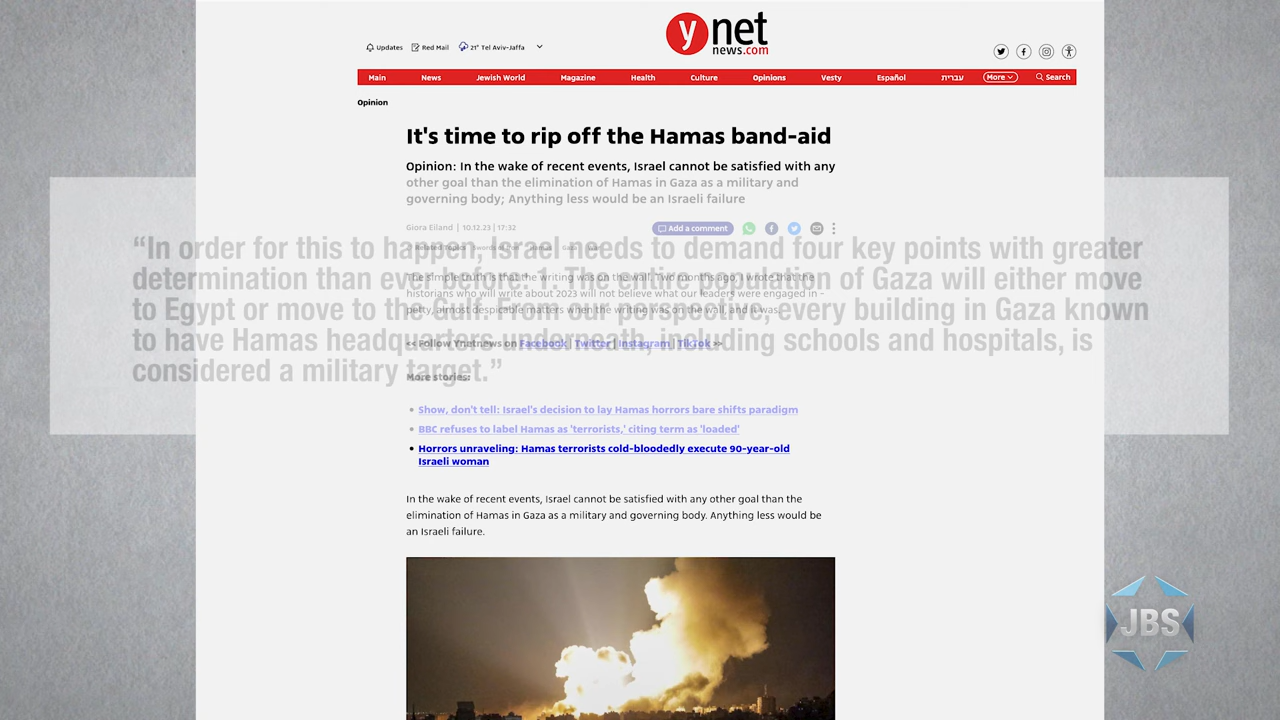 y net
news.com
Updates Red Mail 21° Tel Aviv-Jaffa
Main News Jewish World Magazine Health Culture Opinions Vesty Español עברית More Search
Opinion
It's time to rip off the Hamas band-aid
Opinion: In the wake of recent events, Israel cannot be satisfied with any
other goal than the elimination of Hamas in Gaza as a military and
governing body; Anything less would be an Israeli failure
Giora Eiland | 10.12.23 | 17:32 Add a comment
Related Topics
“In order for this to happen, Israel needs to demand four key points with greater
determination than ever before: 1. The entire population of Gaza will either move
to Egypt or move to the Gulf. From our perspective, every building in Gaza known
to have Hamas headquarters underneath, including schools and hospitals, is
considered a military target.”
The simple truth is that the writing was on the wall. Two months ago, I wrote that the
historians who will write about 2023 will not believe what our leaders were engaged in -
petty, almost despicable matters when the writing was on the wall, and it was.
<< Follow Ynetnews on Facebook | Twitter | Instagram | TikTok >>
More stories:
Show, don't tell: Israel's decision to lay Hamas horrors bare shifts paradigm
BBC refuses to label Hamas as 'terrorists,' citing term as 'loaded'
Horrors unraveling: Hamas terrorists cold-bloodedly execute 90-year-old
Israeli woman
In the wake of recent events, Israel cannot be satisfied with any other goal than the
elimination of Hamas in Gaza as a military and governing body. Anything less would be
an Israeli failure.
JBS